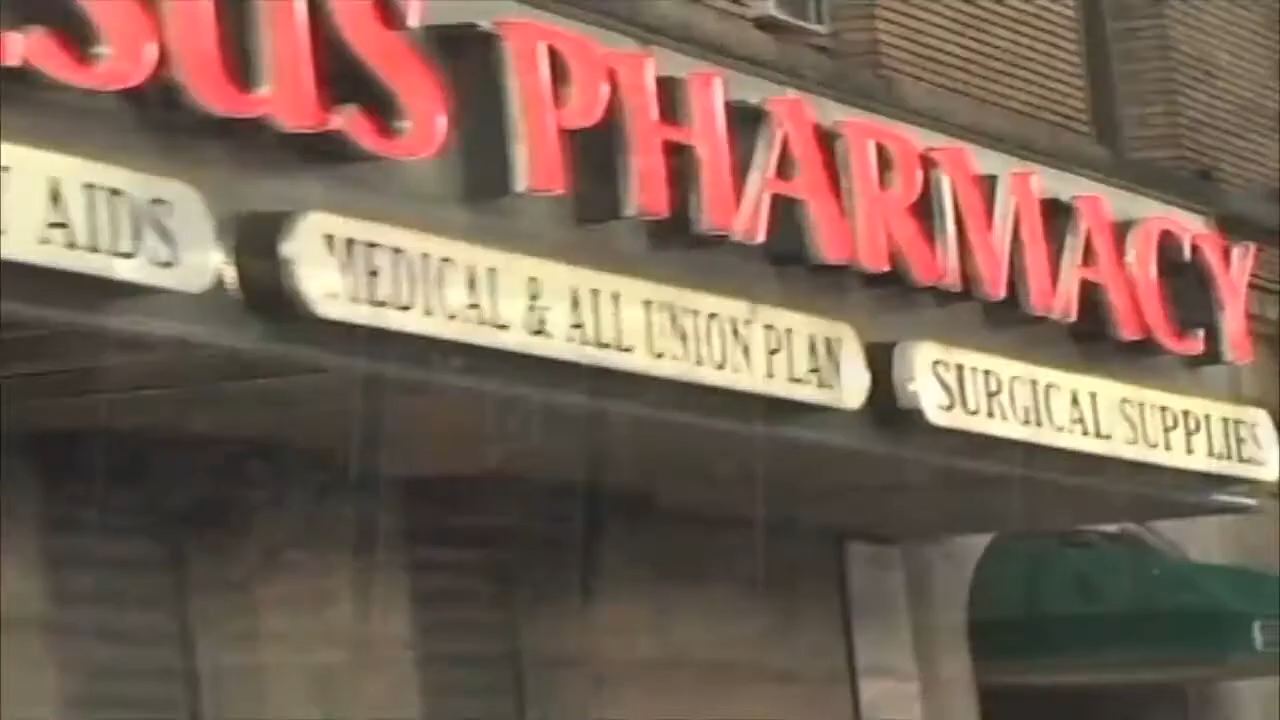 SUS PHARMACY
AIDS
MEDICAL & ALL UNION PLAN
SURGICAL SUPPLIES